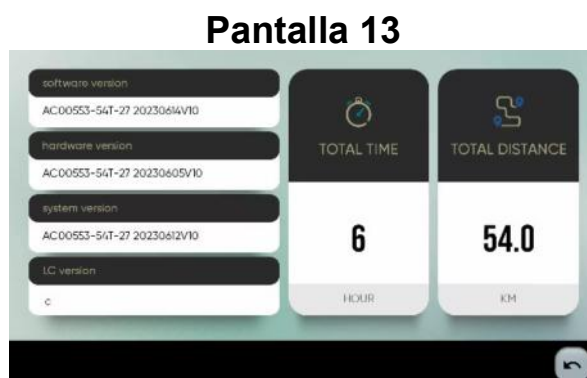 Pantalla 13
software version
AC00553-54T-27 20230614V10
hardware version
AC00553-54T-27 20230605V10
system version
AC00553-54T-27 20230612V10
LC version
c
TOTAL TIME
6
HOUR
TOTAL DISTANCE
54.0
KM